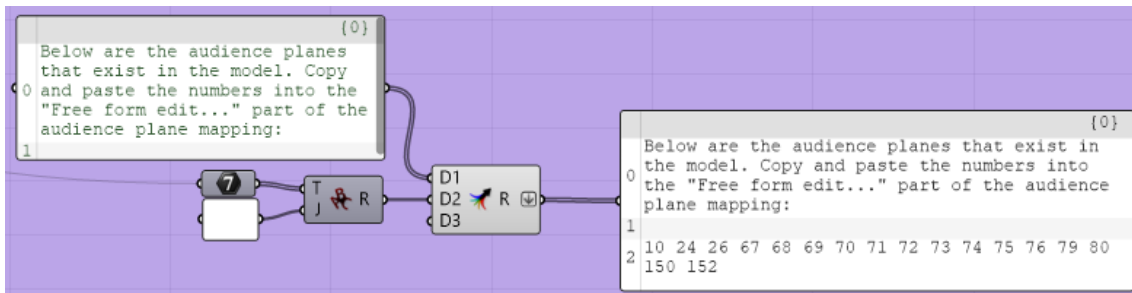 {0}
0
Below are the audience planes
that exist in the model. Copy
and paste the numbers into the
"Free form edit..." part of the
audience plane mapping:
1
7
T
J
R
D1
D2
D3
R
{0}
0
Below are the audience planes that exist in
the model. Copy and paste the numbers into
the "Free form edit..." part of the audience
plane mapping:
1
2
10 24 26 67 68 69 70 71 72 73 74 75 76 79 80
150 152